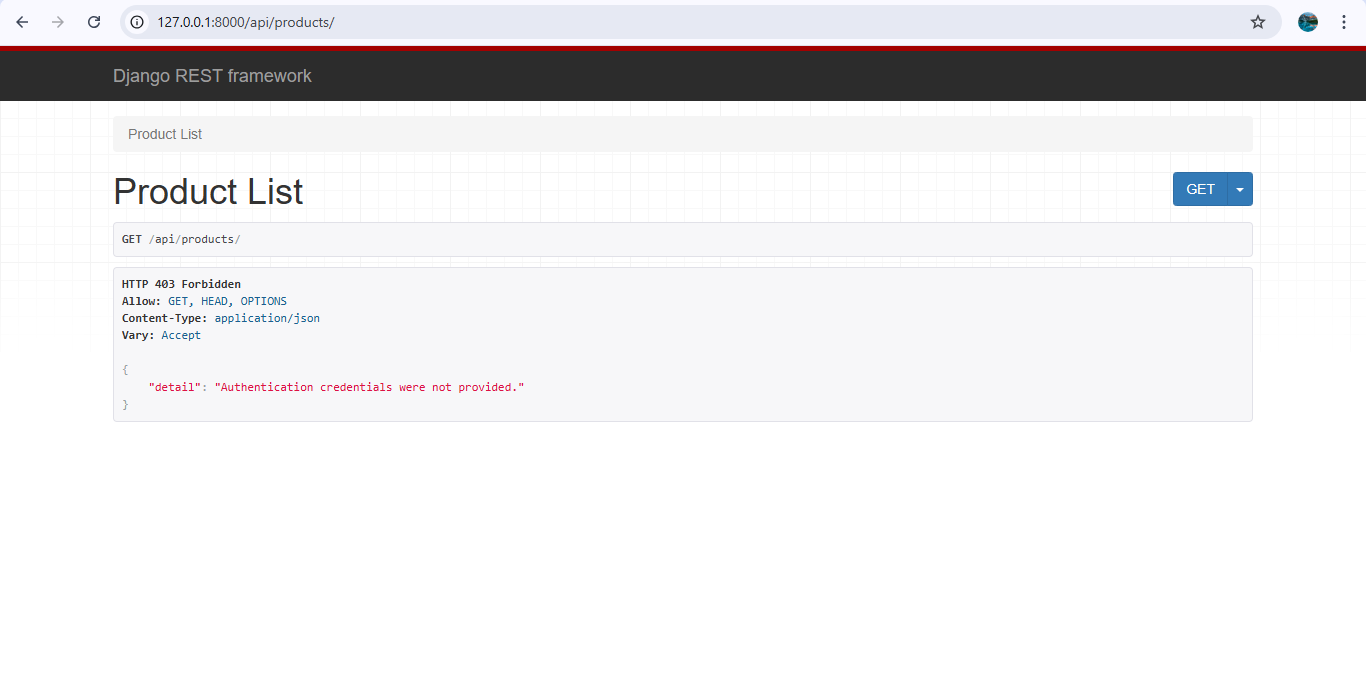 127.0.0.1:8000/api/products/
Django REST framework
Product List
Product List
GET
GET /api/products/
HTTP 403 Forbidden
Allow: GET, HEAD, OPTIONS
Content-Type: application/json
Vary: Accept
{
"detail": "Authentication credentials were not provided."
}